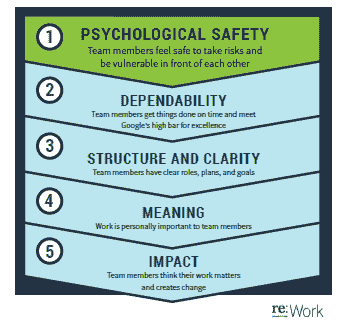 1
PSYCHOLOGICAL SAFETY
Team members feel safe to take risks and
be vulnerable in front of each other
2
DEPENDABILITY
Team members get things done on time and meet
Google's high bar for excellence
3
STRUCTURE AND CLARITY
Team members have clear roles, plans, and goals
4
MEANING
Work is personally important to team members
5
IMPACT
Team members think their work matters
and creates change
re:Work